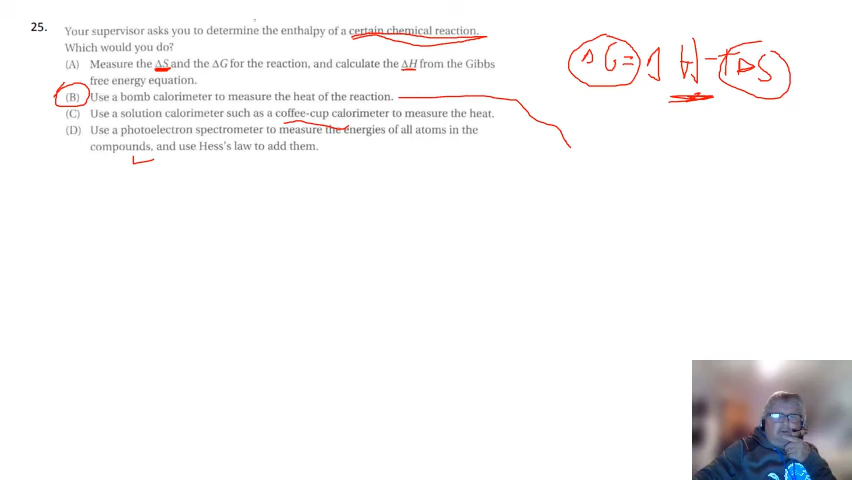 25. Your supervisor asks you to determine the enthalpy of a certain chemical reaction.
Which would you do?
(A) Measure the ΔS and the ΔG for the reaction, and calculate the ΔH from the Gibbs
free energy equation.
(B) Use a bomb calorimeter to measure the heat of the reaction.
(C) Use a solution calorimeter such as a coffee-cup calorimeter to measure the heat.
(D) Use a photoelectron spectrometer to measure the energies of all atoms in the
compounds, and use Hess's law to add them.
ΔG = ΔH - TΔS